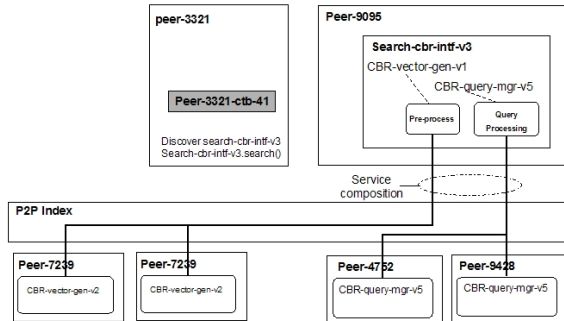 peer-3321
Peer-3321-ctb-41
Discover search-cbr-intf-v3
Search-cbr-intf-v3.search()
Peer-9095
Search-cbr-intf-v3
CBR-vector-gen-v1
CBR-query-mgr-v5
Pre-process
Query
Processing
Service
composition
P2P Index
Peer-7239
CBR-vector-gen-v2
Peer-7239
CBR-vector-gen-v2
Peer-4752
CBR-query-mgr-v5
Peer-9428
CBR-query-mgr-v5